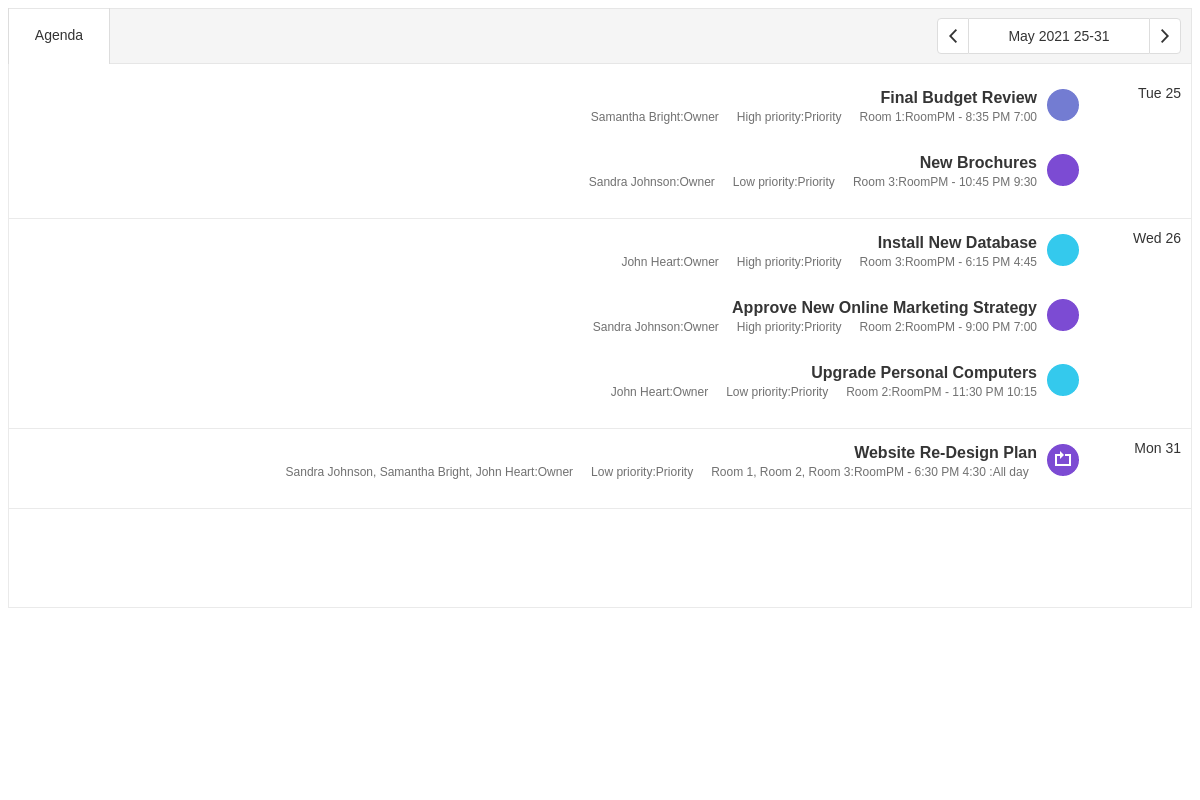 Agenda
May 2021 25-31
Tue 25
Final Budget Review
Samantha Bright:Owner High priority:Priority Room 1:RoomPM - 8:35 PM 7:00
New Brochures
Sandra Johnson:Owner Low priority:Priority Room 3:RoomPM - 10:45 PM 9:30
Wed 26
Install New Database
John Heart:Owner High priority:Priority Room 3:RoomPM - 6:15 PM 4:45
Approve New Online Marketing Strategy
Sandra Johnson:Owner High priority:Priority Room 2:RoomPM - 9:00 PM 7:00
Upgrade Personal Computers
John Heart:Owner Low priority:Priority Room 2:RoomPM - 11:30 PM 10:15
Mon 31
Website Re-Design Plan
Sandra Johnson, Samantha Bright, John Heart:Owner Low priority:Priority Room 1, Room 2, Room 3:RoomPM - 6:30 PM 4:30 :All day